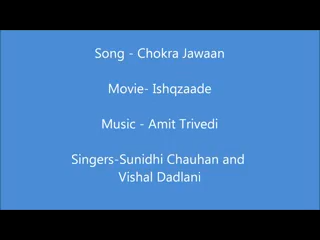 Song - Chokra Jawaan
Movie- Ishqzaade
Music - Amit Trivedi
Singers-Sunidhi Chauhan and
Vishal Dadlani